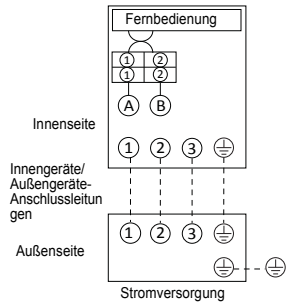 Fernbedienung
1 2
1 2
A B
Innenseite
1 2 3
Innengeräte/
Außengeräte-
Anschlussleitun
gen
1 2 3
Außenseite
Stromversorgung